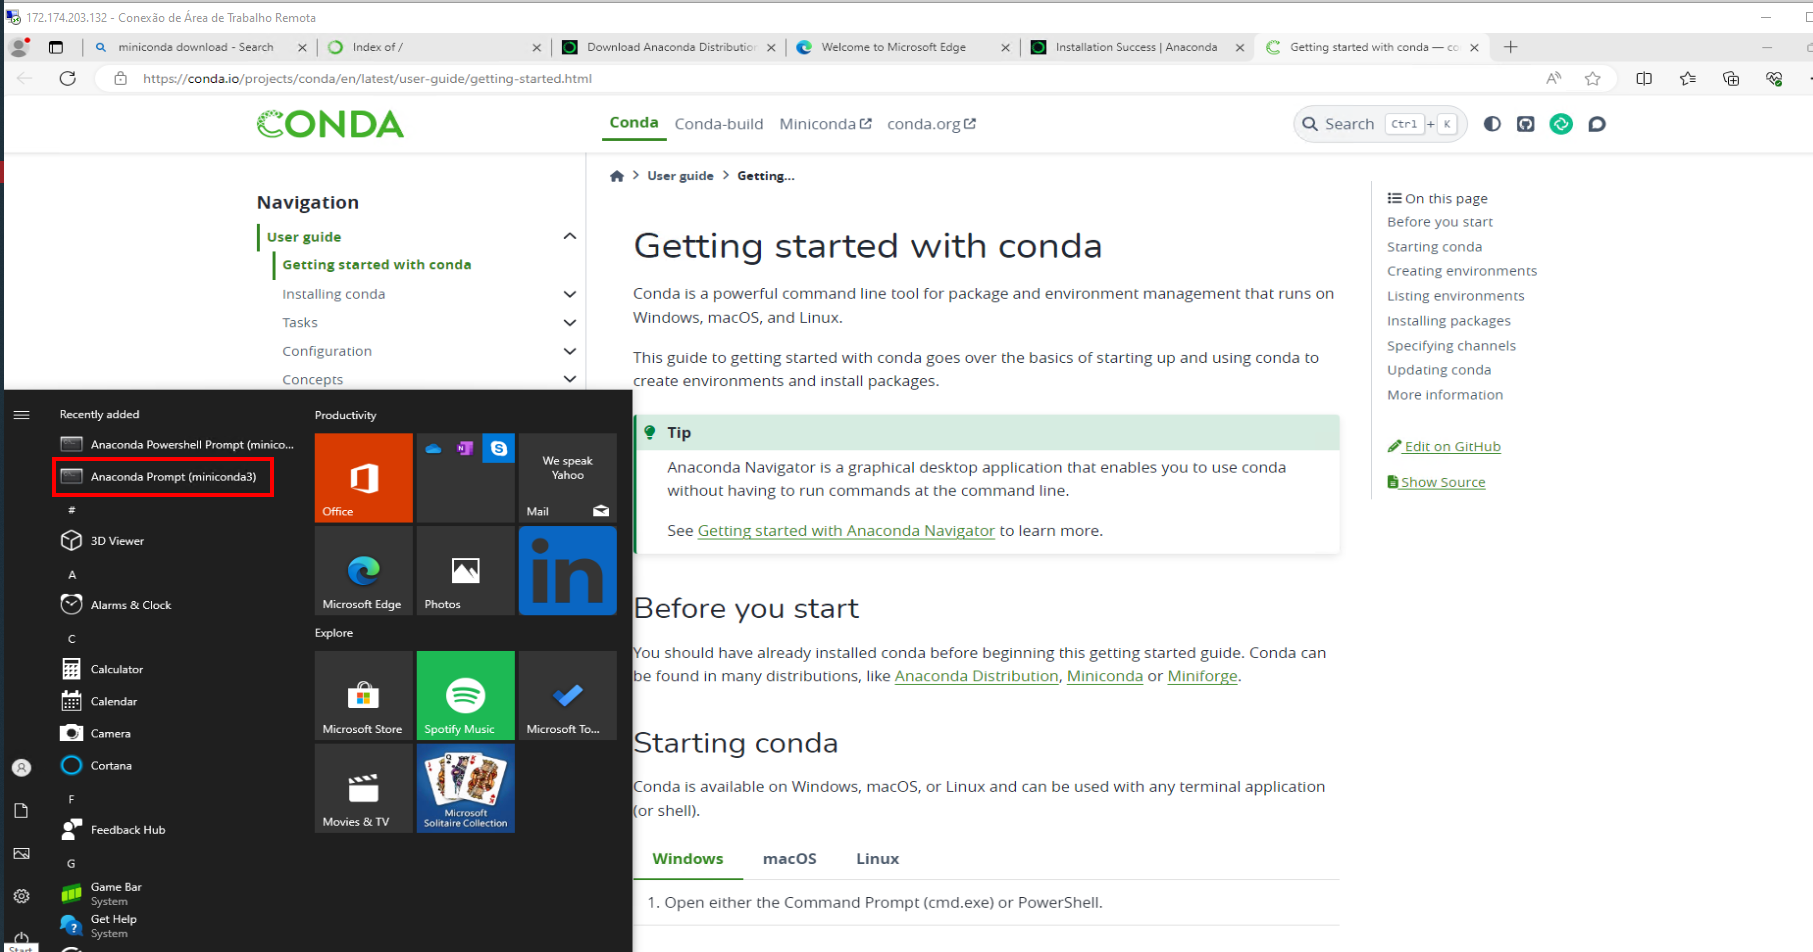 172.174.203.132 - Conexão de Área de Trabalho Remota
miniconda download - Search
Index of /
Download Anaconda Distribution
Welcome to Microsoft Edge
Installation Success | Anaconda
Getting started with conda — co
https://conda.io/projects/conda/en/latest/user-guide/getting-started.html
CONDA
Conda
Conda-build
Miniconda
conda.org
Search Ctrl + K
Navigation
User guide
Getting started with conda
Installing conda
Tasks
Configuration
Concepts
User guide > Getting...
Getting started with conda
Conda is a powerful command line tool for package and environment management that runs on
Windows, macOS, and Linux.
This guide to getting started with conda goes over the basics of starting up and using conda to
create environments and install packages.
Tip
Anaconda Navigator is a graphical desktop application that enables you to use conda
without having to run commands at the command line.
See Getting started with Anaconda Navigator to learn more.
Before you start
You should have already installed conda before beginning this getting started guide. Conda can
be found in many distributions, like Anaconda Distribution, Miniconda or Miniforge.
Starting conda
Conda is available on Windows, macOS, or Linux and can be used with any terminal application
(or shell).
Windows
macOS
Linux
1. Open either the Command Prompt (cmd.exe) or PowerShell.
On this page
Before you start
Starting conda
Creating environments
Listing environments
Installing packages
Specifying channels
Updating conda
More information
Edit on GitHub
Show Source
Recently added
Anaconda Powershell Prompt (minico...
Anaconda Prompt (miniconda3)
#
3D Viewer
A
Alarms & Clock
C
Calculator
Calendar
Camera
Cortana
F
Feedback Hub
G
Game Bar
System
Get Help
System
Start
Productivity
Office
We speak
Yahoo
Mail
Microsoft Edge
Photos
in
Explore
Microsoft Store
Spotify Music
Microsoft To...
Movies & TV
Microsoft
Solitaire Collection